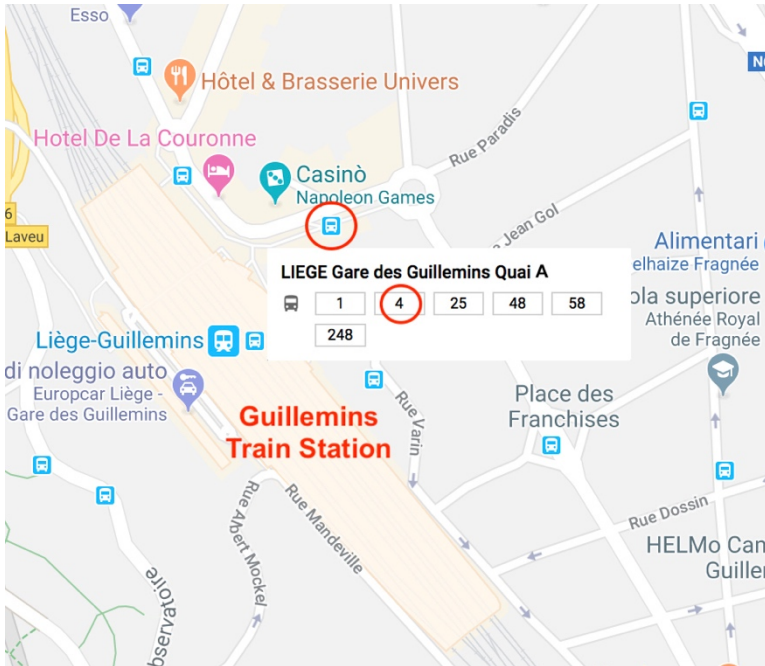 Esso
Hôtel & Brasserie Univers
Hotel De La Couronne
Rue Paradis
Casinò
Napoleon Games
6
Laveu
Jean Gol
Alimentari
elhaize Fragnée
LIEGE Gare des Guillemins Quai A
1 4 25 48 58
248
ola superiore
Athénée Royal
de Fragnée
Liège-Guillemins
di noleggio auto
Europcar Liège -
Gare des Guillemins
Guillemins
Train Station
Rue Varin
Place des
Franchises
Rue Albert Mockel
Rue Mandeville
Rue Dossin
HELMo Can
Guille
bservatoire